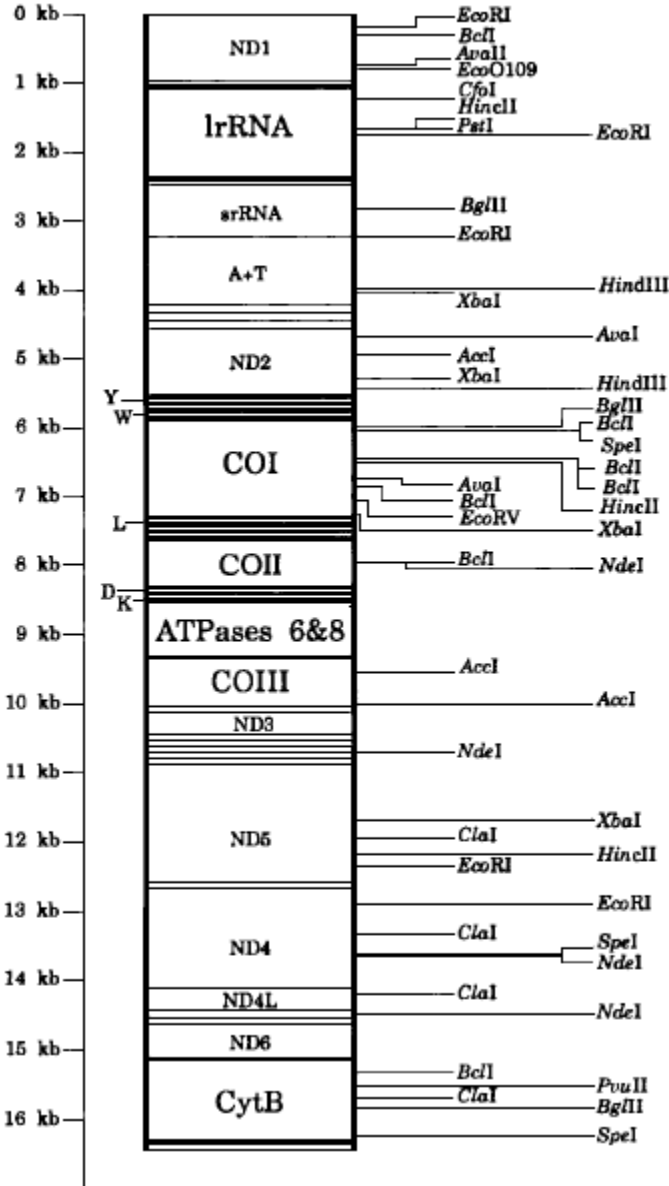 0 kb
EcoRI
BclI
ND1
AvaII
EcoO109
1 kb
CfoI
HincII
lrRNA
PstI
EcoRI
2 kb
BglII
srRNA
3 kb
EcoRI
A+T
HindIII
4 kb
XbaI
AvaI
AccI
5 kb
ND2
XbaI
HindIII
Y
BglII
W
BclI
6 kb
SpeI
COI
BclI
AvaI
BclI
7 kb
BclI
HincII
EcoRV
L
XbaI
BclI
NdeI
8 kb
COII
D
K
9 kb
ATPases 6&8
AccI
COIII
10 kb
AccI
ND3
NdeI
11 kb
XbaI
ClaI
12 kb
ND5
HincII
EcoRI
EcoRI
13 kb
ClaI
SpeI
ND4
NdeI
14 kb
ClaI
ND4L
NdeI
15 kb
ND6
BclI
PvuII
ClaI
CytB
BglII
16 kb
SpeI